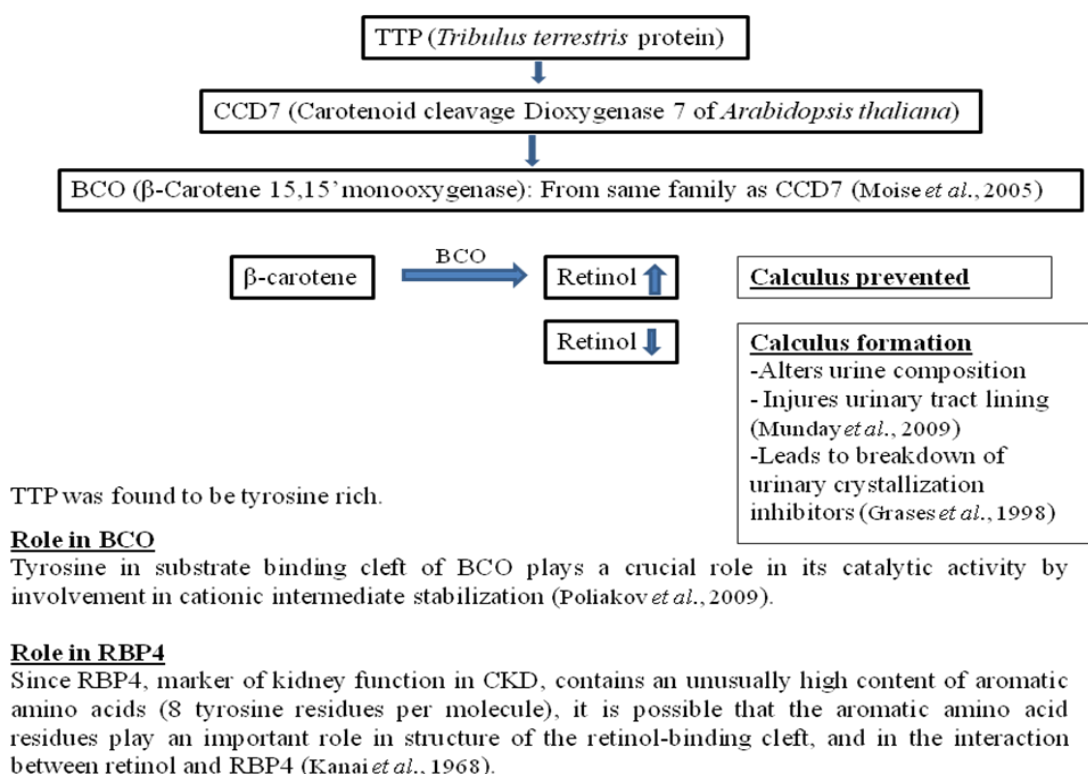 TTP (Tribulus terrestris protein)
CCD7 (Carotenoid cleavage Dioxygenase 7 of Arabidopsis thaliana)
BCO (β-Carotene 15,15’monooxygenase): From same family as CCD7 (Moise et al., 2005)
BCO
β-carotene
Retinol
Calculus prevented
Retinol
Calculus formation
-Alters urine composition
- Injures urinary tract lining
(Munday et al., 2009)
-Leads to breakdown of
urinary crystallization
inhibitors (Grases et al., 1998)
TTP was found to be tyrosine rich.
Role in BCO
Tyrosine in substrate binding cleft of BCO plays a crucial role in its catalytic activity by
involvement in cationic intermediate stabilization (Poliakov et al., 2009).
Role in RBP4
Since RBP4, marker of kidney function in CKD, contains an unusually high content of aromatic
amino acids (8 tyrosine residues per molecule), it is possible that the aromatic amino acid
residues play an important role in structure of the retinol-binding cleft, and in the interaction
between retinol and RBP4 (Kanai et al., 1968).